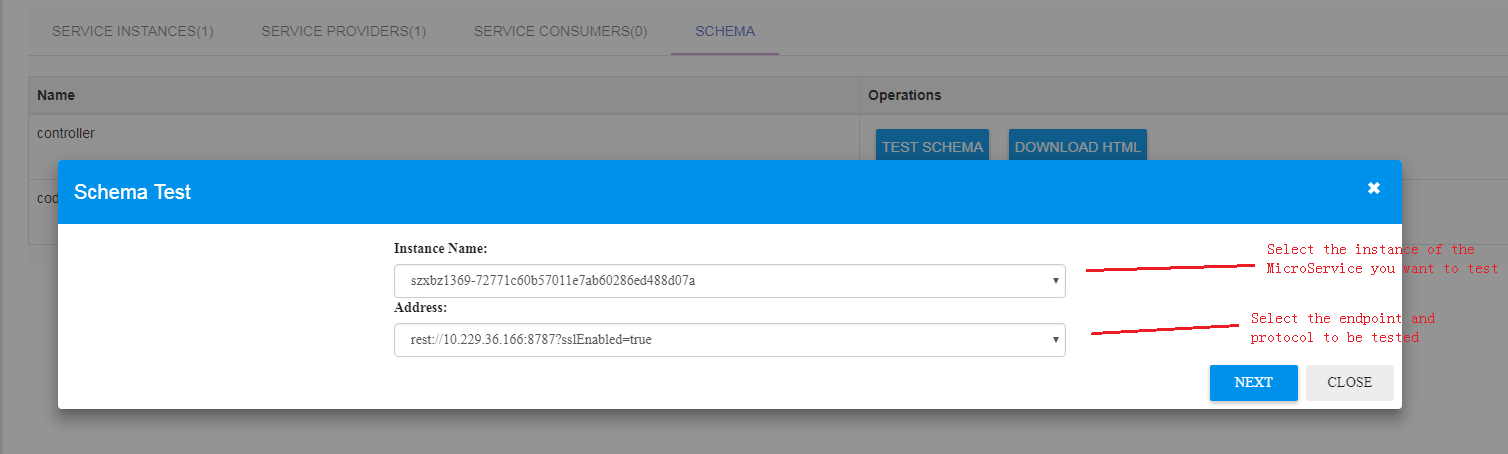 SERVICE INSTANCES(1) SERVICE PROVIDERS(1) SERVICE CONSUMERS(0) SCHEMA
Name Operations
controller
TEST SCHEMA DOWNLOAD HTML
Schema Test ✖
Instance Name:
szxbz1369-72771c60b57011e7ab60286ed488d07a
Select the instance of the
MicroService you want to test
Address:
rest://10.229.36.166:8787?sslEnabled=true
Select the endpoint and
protocol to be tested
NEXT CLOSE